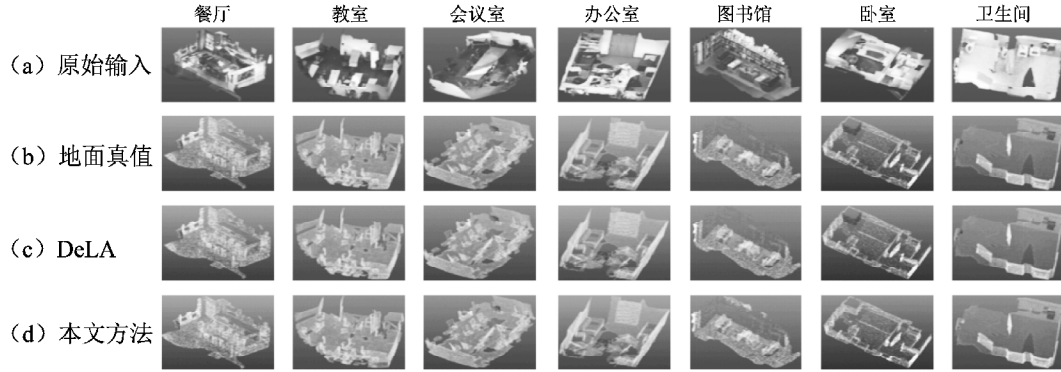 餐厅 教室 会议室 办公室 图书馆 卧室 卫生间
（a）原始输入
（b）地面真值
（c）DeLA
（d）本文方法